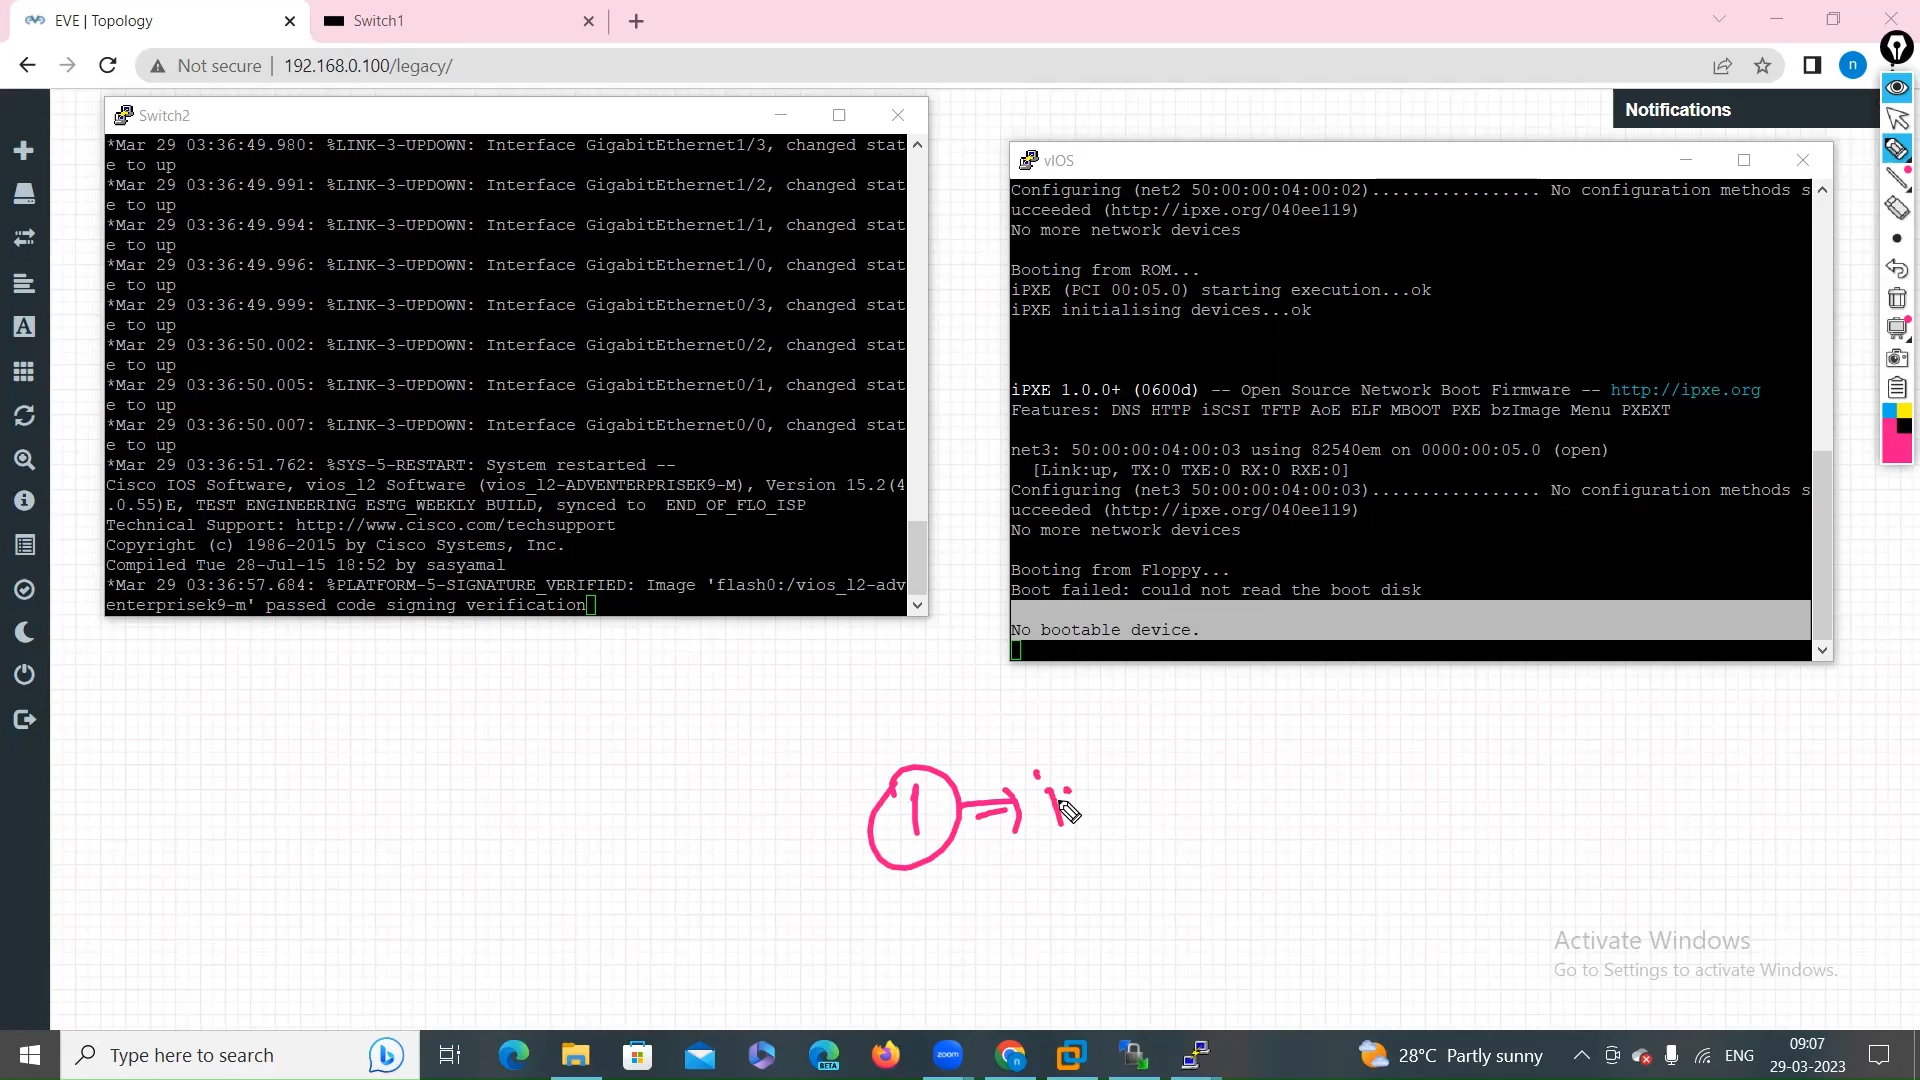 EVE | Topology
Switch1
Not secure
192.168.0.100/legacy/
n
Notifications
Switch2
*Mar 29 03:36:49.980: %LINK-3-UPDOWN: Interface GigabitEthernet1/3, changed stat
e to up
*Mar 29 03:36:49.991: %LINK-3-UPDOWN: Interface GigabitEthernet1/2, changed stat
e to up
*Mar 29 03:36:49.994: %LINK-3-UPDOWN: Interface GigabitEthernet1/1, changed stat
e to up
*Mar 29 03:36:49.996: %LINK-3-UPDOWN: Interface GigabitEthernet1/0, changed stat
e to up
*Mar 29 03:36:49.999: %LINK-3-UPDOWN: Interface GigabitEthernet0/3, changed stat
e to up
*Mar 29 03:36:50.002: %LINK-3-UPDOWN: Interface GigabitEthernet0/2, changed stat
e to up
*Mar 29 03:36:50.005: %LINK-3-UPDOWN: Interface GigabitEthernet0/1, changed stat
e to up
*Mar 29 03:36:50.007: %LINK-3-UPDOWN: Interface GigabitEthernet0/0, changed stat
e to up
*Mar 29 03:36:51.762: %SYS-5-RESTART: System restarted --
Cisco IOS Software, vios_l2 Software (vios_l2-ADVENTERPRISEK9-M), Version 15.2(4
.0.55)E, TEST ENGINEERING ESTG_WEEKLY BUILD, synced to  END_OF_FLO_ISP
Technical Support: http://www.cisco.com/techsupport
Copyright (c) 1986-2015 by Cisco Systems, Inc.
Compiled Tue 28-Jul-15 18:52 by sasyamal
*Mar 29 03:36:57.684: %PLATFORM-5-SIGNATURE_VERIFIED: Image 'flash0:/vios_l2-adv
enterprisek9-m' passed code signing verification
vIOS
Configuring (net2 50:00:00:04:00:02)................. No configuration methods s
ucceeded (http://ipxe.org/040ee119)
No more network devices
Booting from ROM...
iPXE (PCI 00:05.0) starting execution...ok
iPXE initialising devices...ok
iPXE 1.0.0+ (0600d) -- Open Source Network Boot Firmware -- http://ipxe.org
Features: DNS HTTP iSCSI TFTP AoE ELF MBOOT PXE bzImage Menu PXEXT
net3: 50:00:00:04:00:03 using 82540em on 0000:00:05.0 (open)
[Link:up, TX:0 TXE:0 RX:0 RXE:0]
Configuring (net3 50:00:00:04:00:03)................. No configuration methods s
ucceeded (http://ipxe.org/040ee119)
No more network devices
Booting from Floppy...
Boot failed: could not read the boot disk
No bootable device.
1
Activate Windows
Go to Settings to activate Windows.
Type here to search
BETA
zoom
28°C Partly sunny
ENG
09:07
29-03-2023